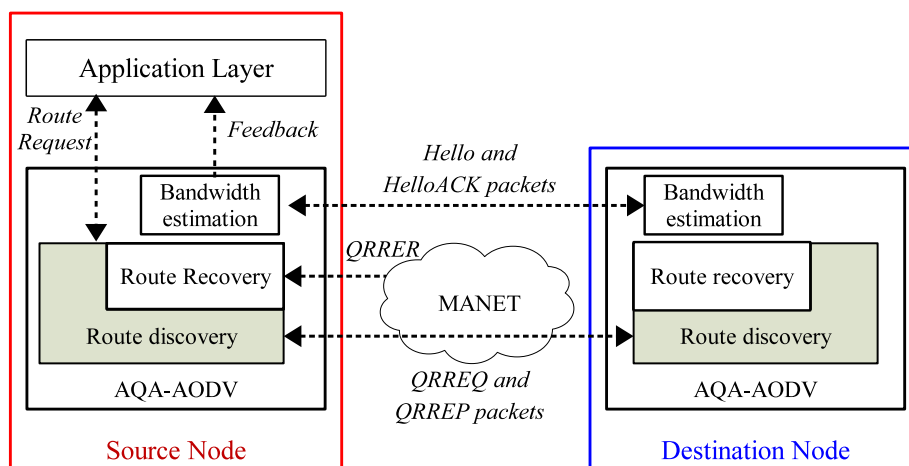 Application Layer
Route
Request
Feedback
Hello and
HelloACK packets
Bandwidth
estimation
Bandwidth
estimation
QRRER
Route Recovery
MANET
Route recovery
Route discovery
Route discovery
QRREQ and
QRREP packets
AQA-AODV
AQA-AODV
Source Node
Destination Node